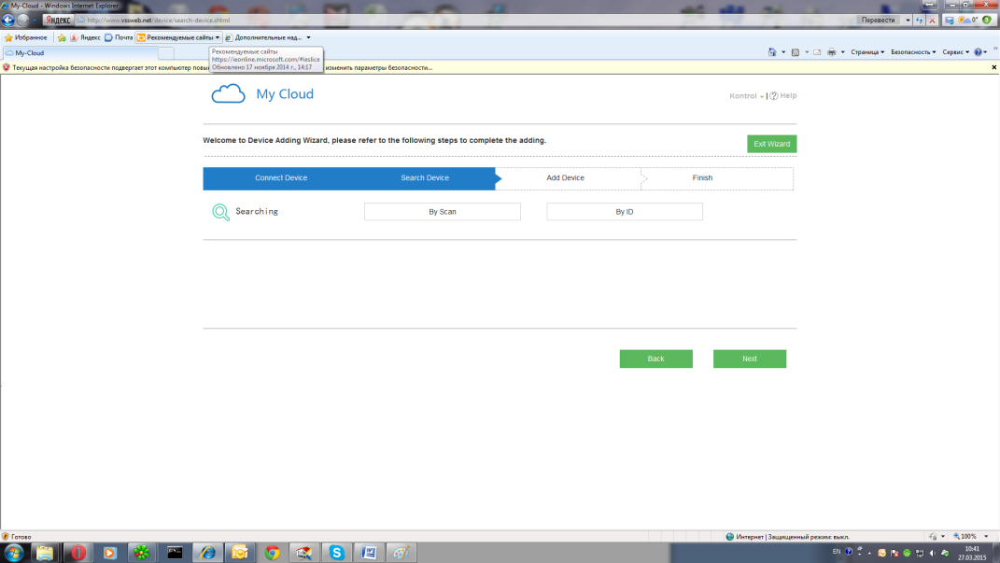 My-Cloud - Windows Internet Explorer
Яндекс http://www.vssweb.net/device/search-device.shtml Перевести 0°
Избранное Яндекс Почта Рекомендуемые сайты Дополнительные над...
My-Cloud Страница Безопасность Сервис
Рекомендуемые сайты
https://ieonline.microsoft.com/#ieslice
Обновлено 17 ноября 2014 г., 14:17
Текущая настройка безопасности подвергает этот компьютер изменить параметры безопасности...
My Cloud
Kontrol | Help
Welcome to Device Adding Wizard, please refer to the following steps to complete the adding.
Exit Wizard
Connect Device Search Device Add Device Finish
Searching By Scan By ID
Back Next
Готово Интернет | Защищенный режим: выкл. 100%
EN 10:41
27.03.2015